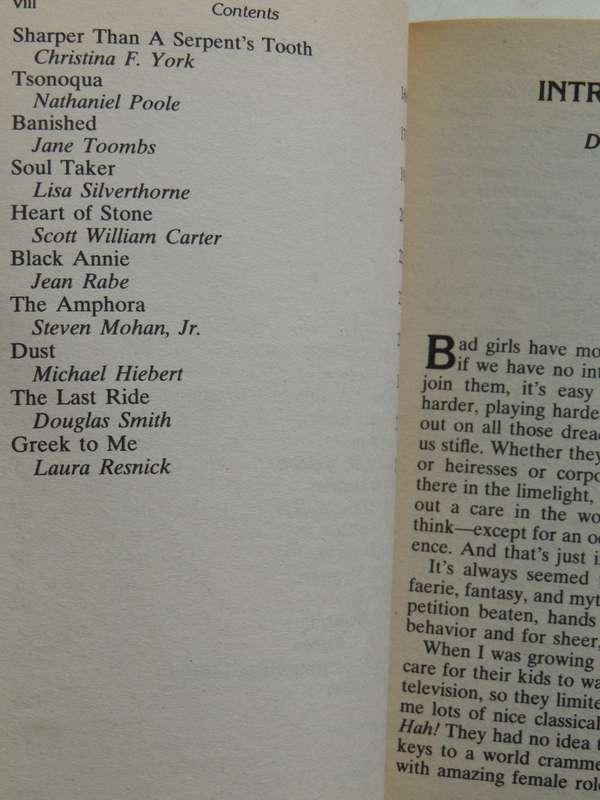 viii
Contents
Sharper Than A Serpent's Tooth
Christina F. York
Tsonoqua
Nathaniel Poole
Banished
Jane Toombs
Soul Taker
Lisa Silverthorne
Heart of Stone
Scott William Carter
Black Annie
Jean Rabe
The Amphora
Steven Mohan, Jr.
Dust
Michael Hiebert
The Last Ride
Douglas Smith
Greek to Me
Laura Resnick
INTR
D
Bad girls have mo
if we have no int
join them, it's easy
harder, playing harde
out on all those drea
us stifle. Whether they
or heiresses or corpo
there in the limelight,
out a care in the wo
think—except for an oc
ence. And that's just i
It's always seemed
faerie, fantasy, and myt
petition beaten, hands
behavior and for sheer,
When I was growing
care for their kids to wa
television, so they limite
me lots of nice classical
Hah! They had no idea t
keys to a world cramme
with amazing female role